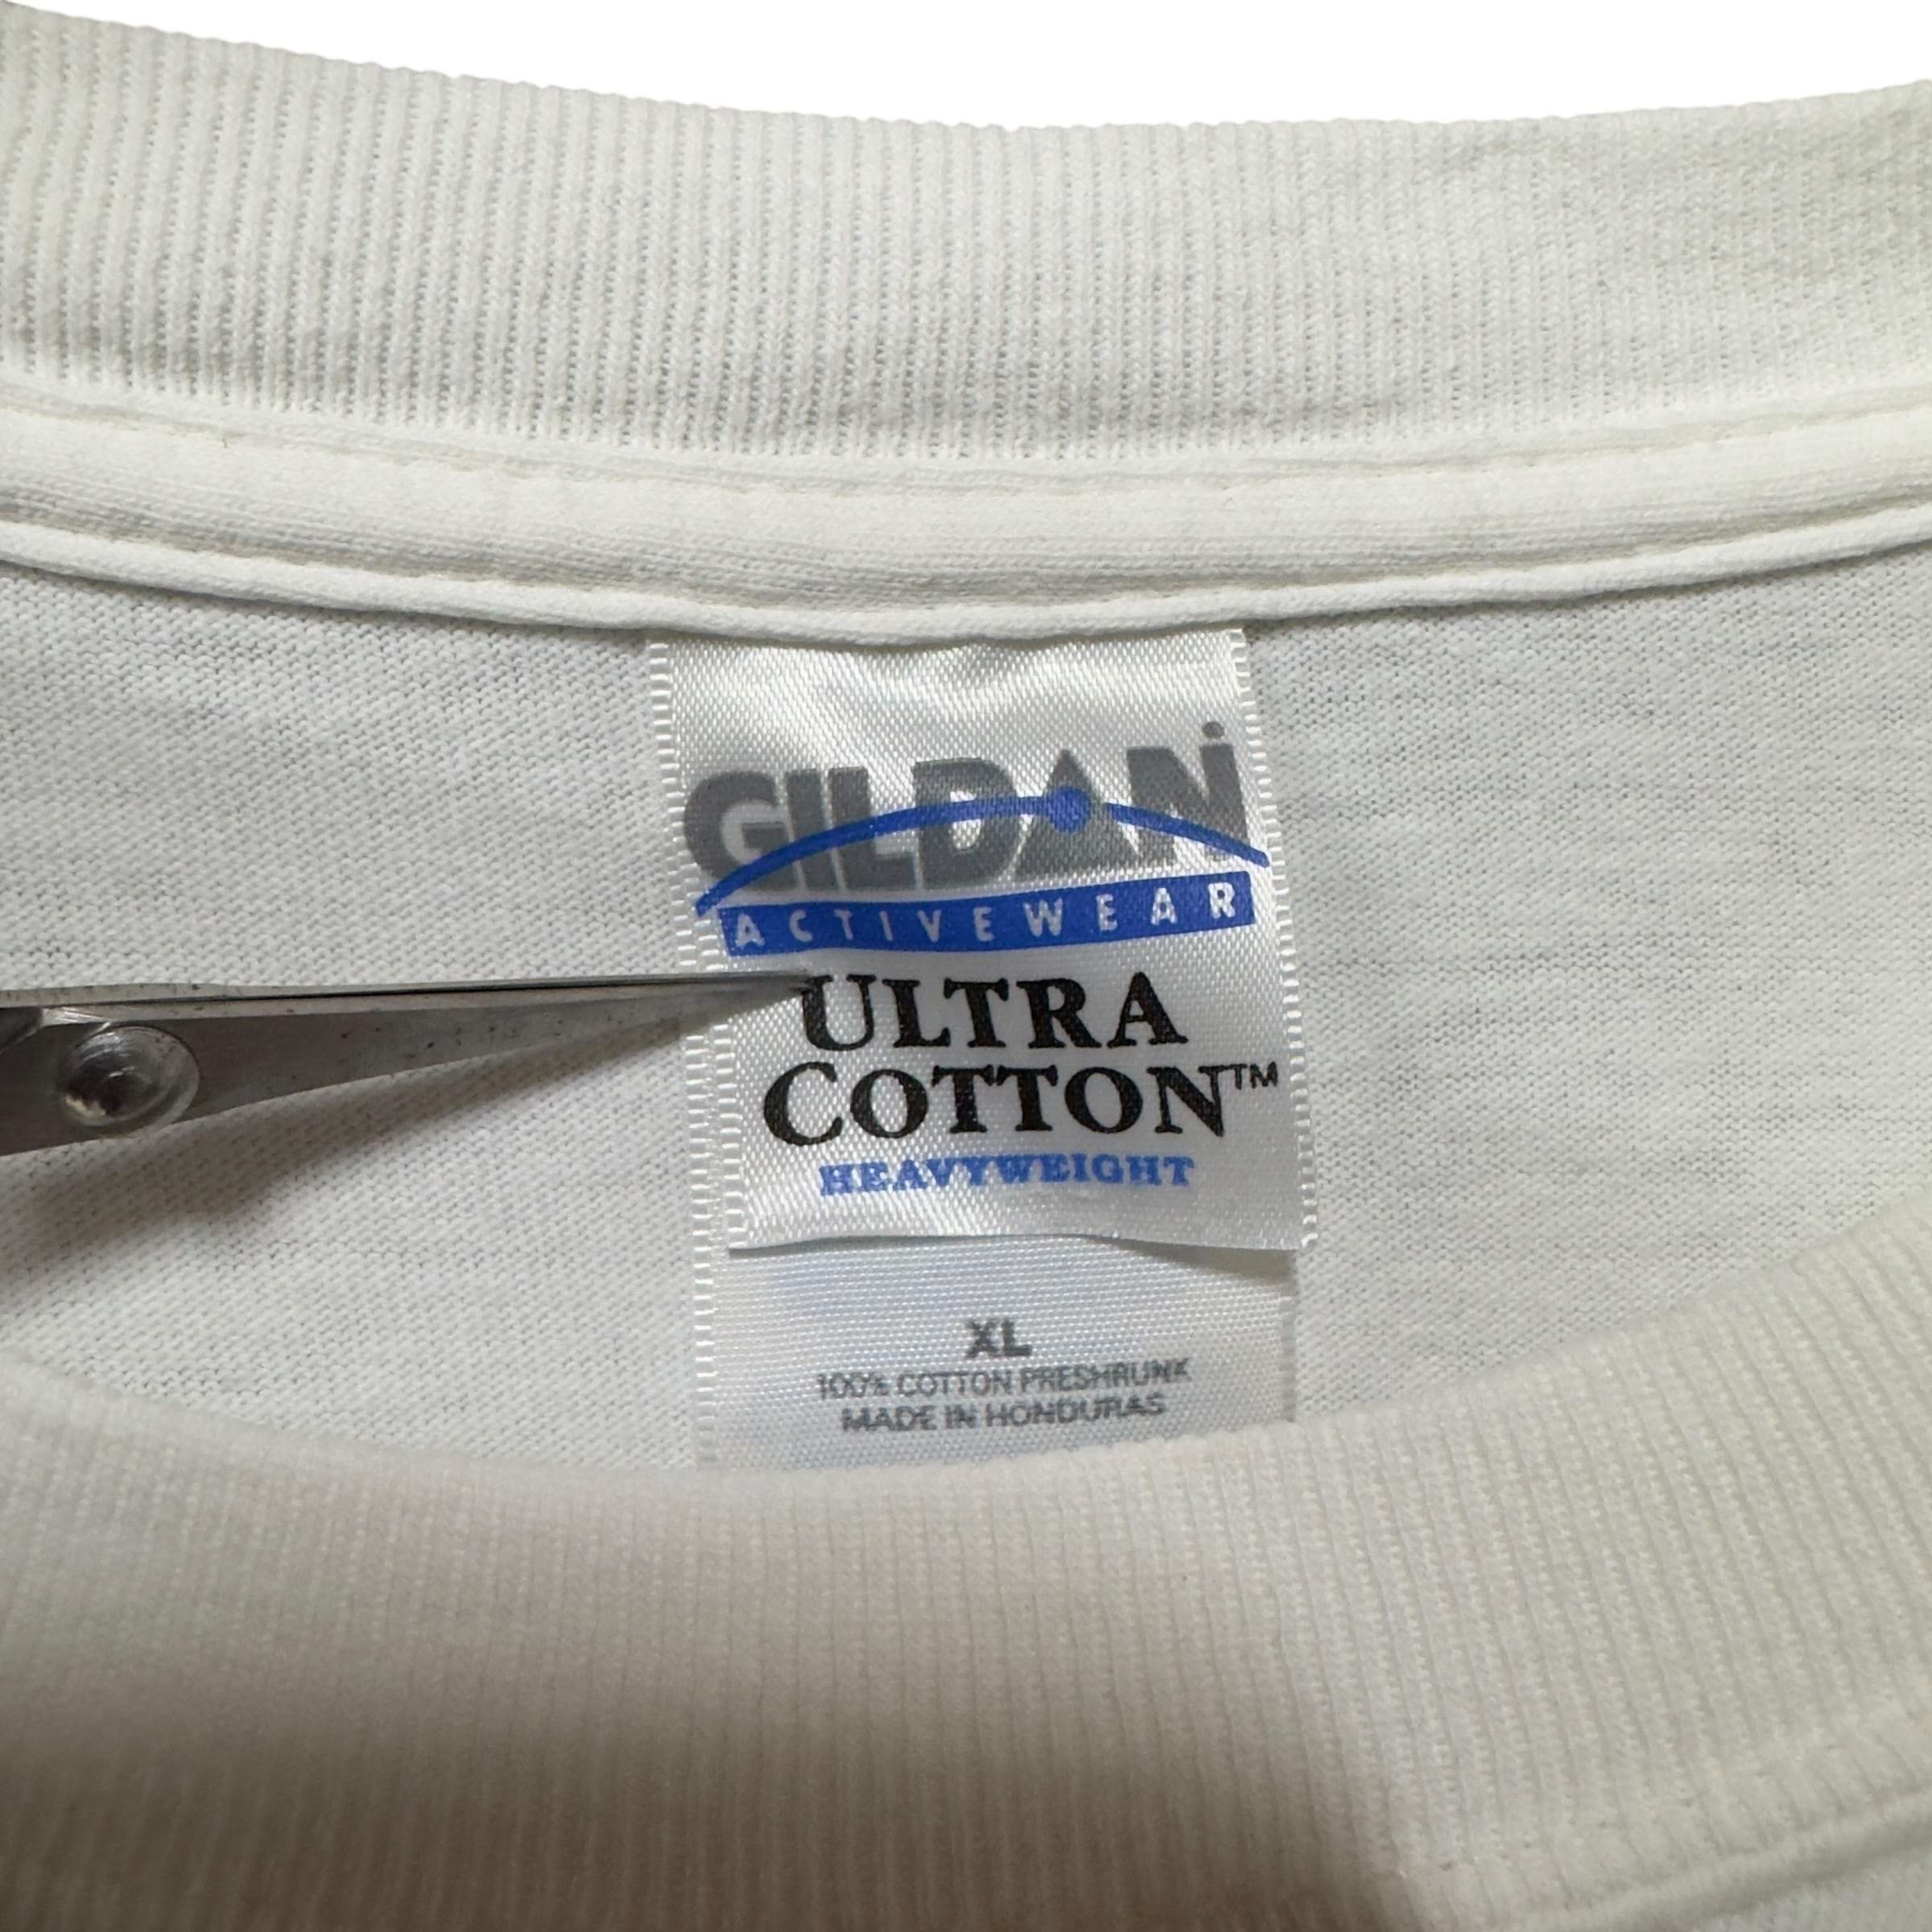 GILDAN
ACTIVEWEAR
ULTRA
COTTON™
HEAVYWEIGHT
XL
100% COTTON PRESHRUNK
MADE IN HONDURAS